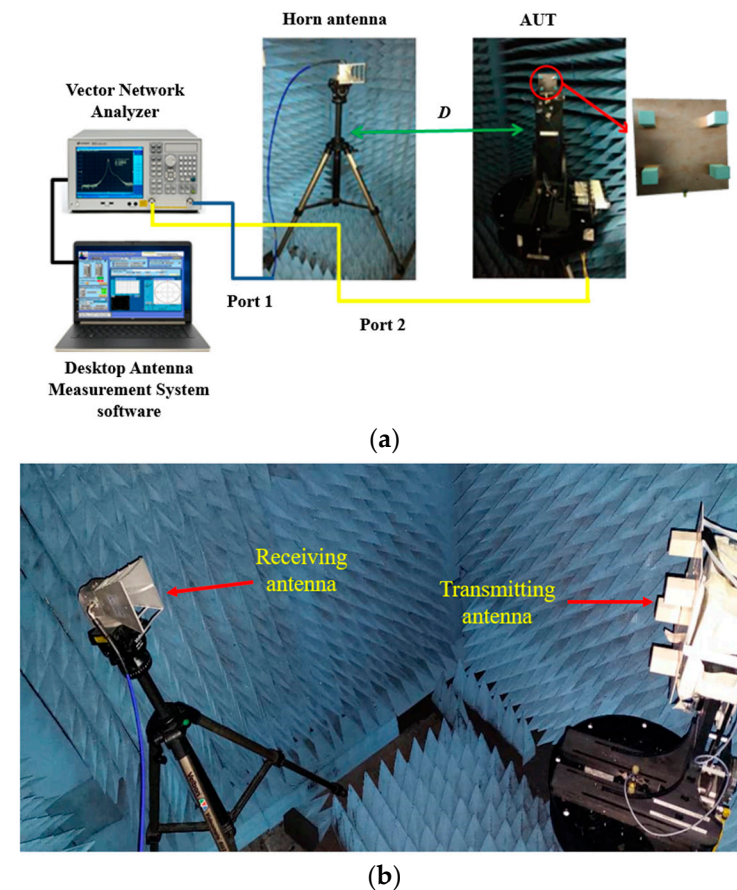 Horn antenna
AUT
Vector Network
Analyzer
D
Port 1
Port 2
Desktop Antenna
Measurement System
software
(a)
Receiving
antenna
Transmitting
antenna
(b)